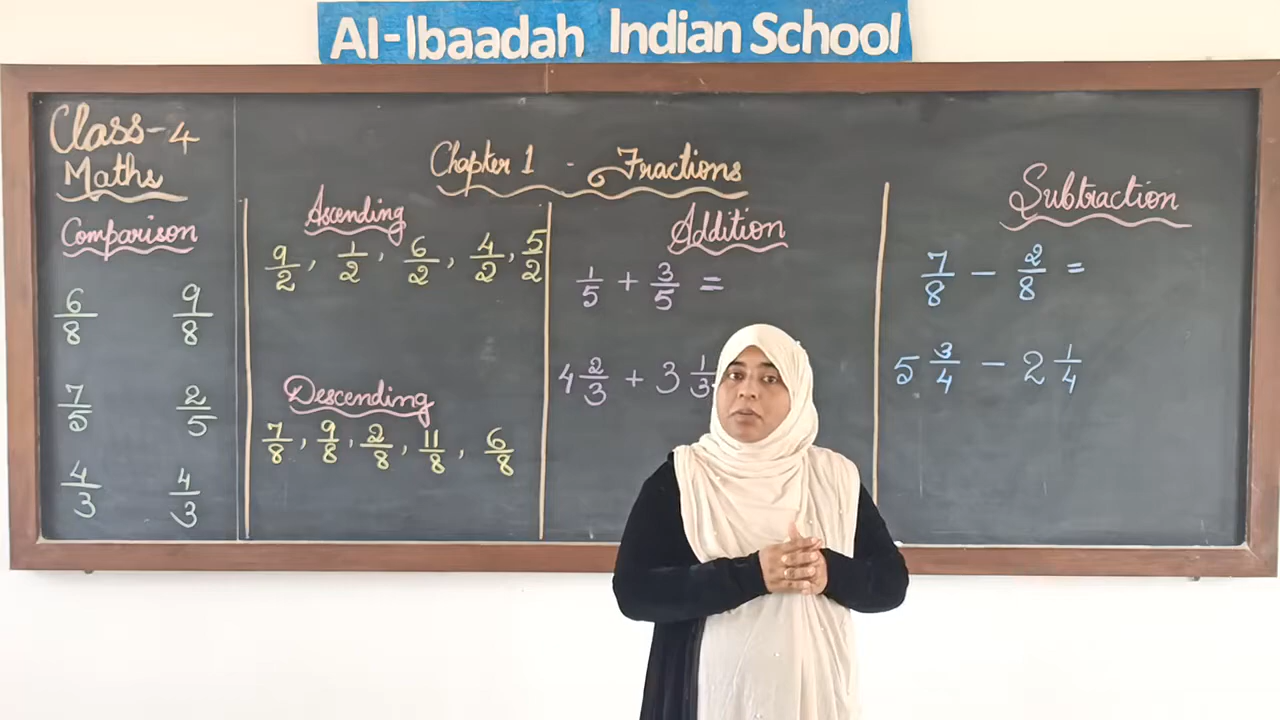 Al-Ibaadah Indian School
Class-4
Maths
Chapter 1 - Fractions
Comparison
6/8 9/8
7/5 2/5
4/3 4/3
Ascending
9/2, 1/2, 6/2, 4/2, 5/2
Descending
7/8, 9/8, 2/8, 11/8, 6/8
Addition
1/5 + 3/5 =
4 2/3 + 3 1/3
Subtraction
7/8 - 2/8 =
5 3/4 - 2 1/4